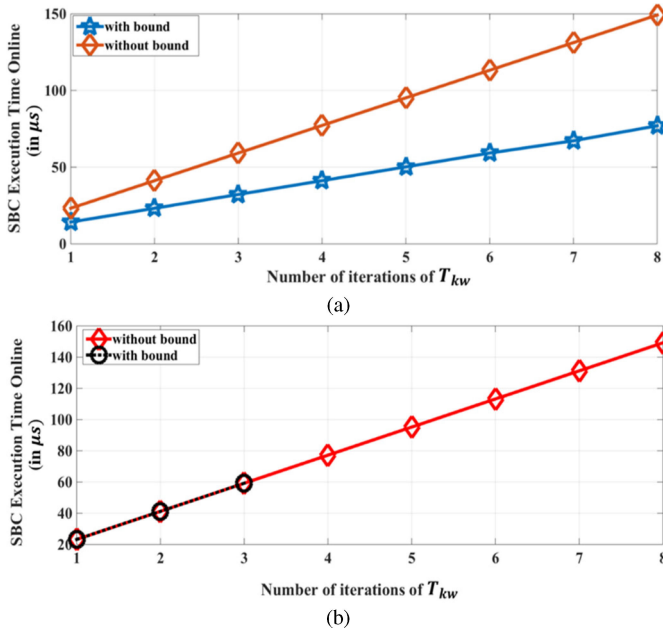 150
100
50
0
SBC Execution Time Online
(in μs)
with bound
without bound
1 2 3 4 5 6 7 8
Number of iterations of T_kw
(a)
160
140
120
100
80
60
40
20
SBC Execution Time Online
(in μs)
without bound
with bound
1 2 3 4 5 6 7 8
Number of iterations of T_kw
(b)